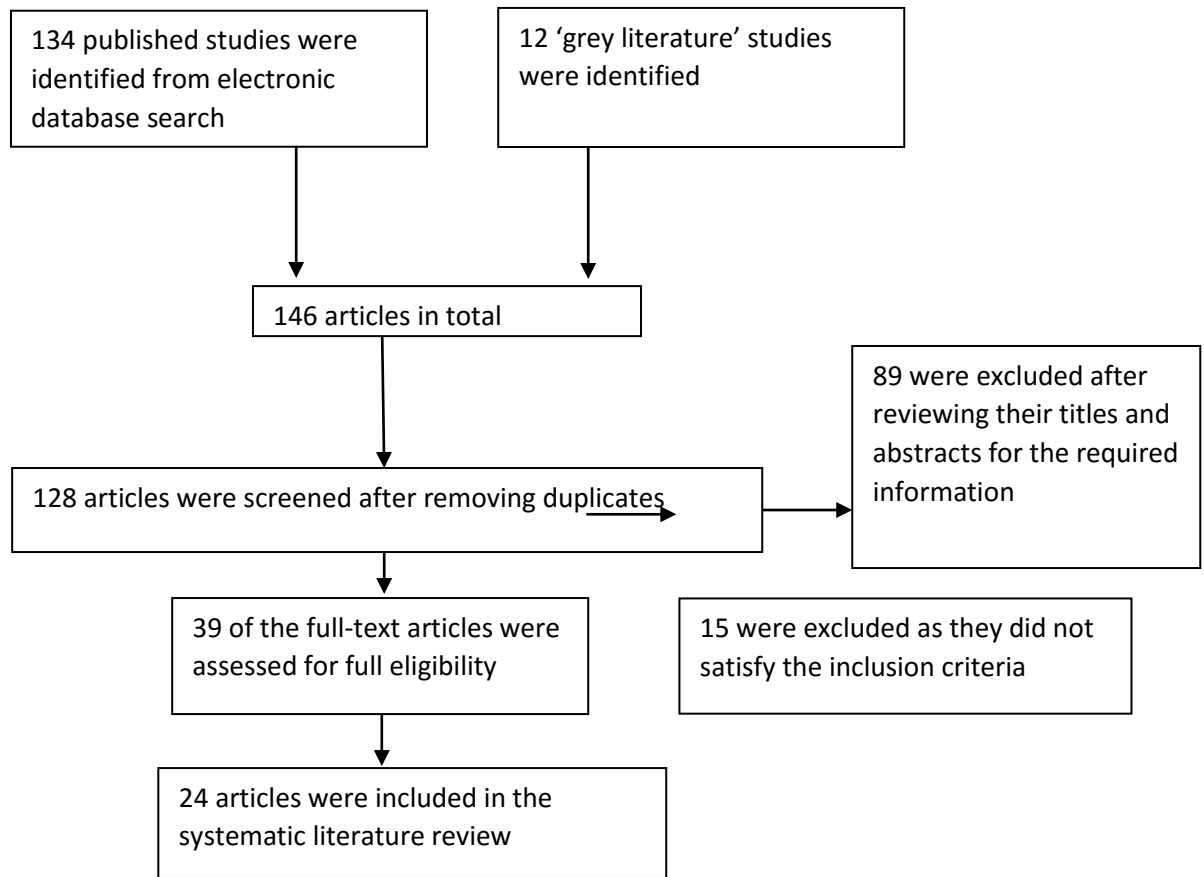 134 published studies were
identified from electronic
database search
12 ‘grey literature’ studies
were identified
146 articles in total
89 were excluded after
reviewing their titles and
abstracts for the required
information
128 articles were screened after removing duplicates
39 of the full-text articles were
assessed for full eligibility
15 were excluded as they did not
satisfy the inclusion criteria
24 articles were included in the
systematic literature review